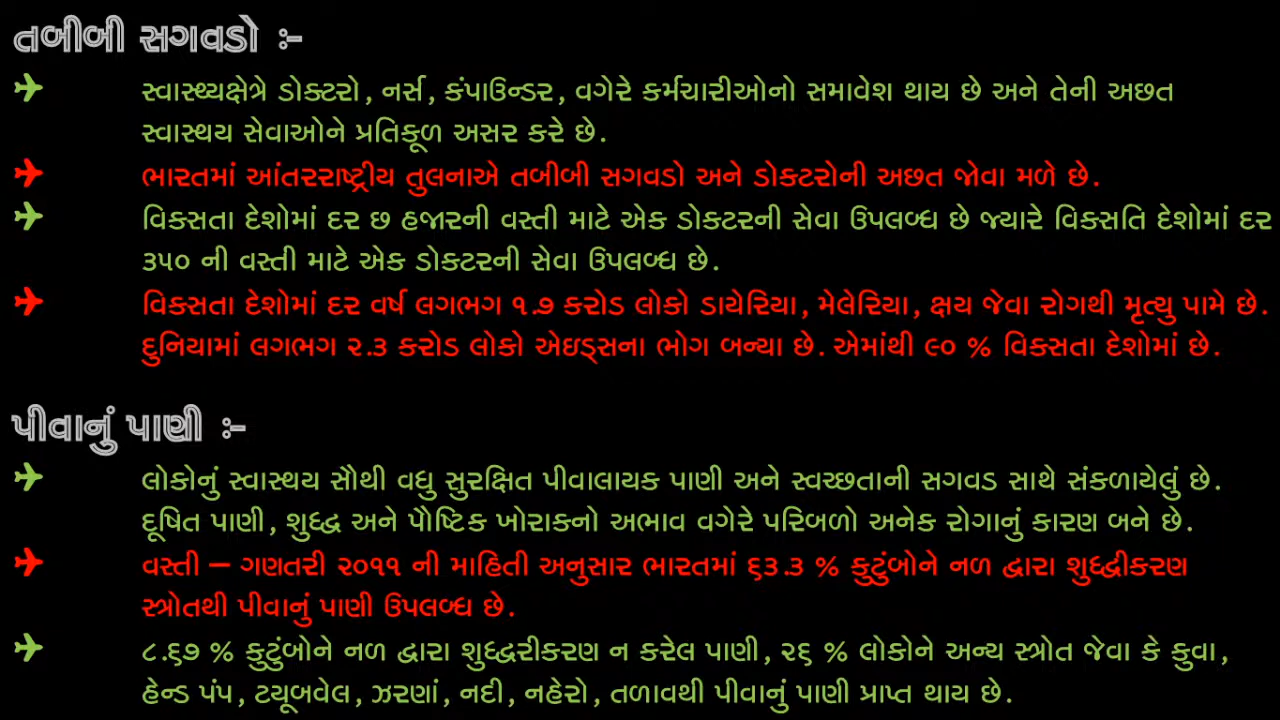 તબીબી સગવડો :-
સ્વાસ્થ્યક્ષેત્રે ડોક્ટરો, નર્સ, કંપાઉન્ડર, વગેરે કર્મચારીઓનો સમાવેશ થાય છે અને તેની અછત
સ્વાસ્થય સેવાઓને પ્રતિકૂળ અસર કરે છે.
ભારતમાં આંતરરાષ્ટ્રીય તુલનાએ તબીબી સગવડો અને ડોક્ટરોની અછત જોવા મળે છે.
વિકસતા દેશોમાં દર છ હજારની વસ્તી માટે એક ડોક્ટરની સેવા ઉપલબ્ધ છે જ્યારે વિકસતિ દેશોમાં દર
૩૫૦ ની વસ્તી માટે એક ડોક્ટરની સેવા ઉપલબ્ધ છે.
વિકસતા દેશોમાં દર વર્ષ લગભગ ૧.૭ કરોડ લોકો ડાયેરિયા, મેલેરિયા, ક્ષય જેવા રોગથી મૃત્યુ પામે છે.
દુનિયામાં લગભગ ૨.૩ કરોડ લોકો એઇડ્સના ભોગ બન્યા છે. એમાંથી ૯૦ % વિકસતા દેશોમાં છે.
પીવાનું પાણી :-
લોકોનું સ્વાસ્થય સૌથી વધુ સુરક્ષિત પીવાલાયક પાણી અને સ્વચ્છતાની સગવડ સાથે સંકળાયેલું છે.
દૂષિત પાણી, શુધ્ધ અને પૌષ્ટિક ખોરાકનો અભાવ વગેરે પરિબળો અનેક રોગાનું કારણ બને છે.
વસ્તી – ગણતરી ૨૦૧૧ ની માહિતી અનુસાર ભારતમાં ૬૩.૩ % કુટુંબોને નળ દ્વારા શુધ્ધીકરણ
સ્ત્રોતથી પીવાનું પાણી ઉપલબ્ધ છે.
૮.૬૭ % કુટુંબોને નળ દ્વારા શુધ્ધરીકરણ ન કરેલ પાણી, ૨૬ % લોકોને અન્ય સ્ત્રોત જેવા કે કુવા,
હેન્ડ પંપ, ટયૂબવેલ, ઝરણાં, નદી, નહેરો, તળાવથી પીવાનું પાણી પ્રાપ્ત થાય છે.